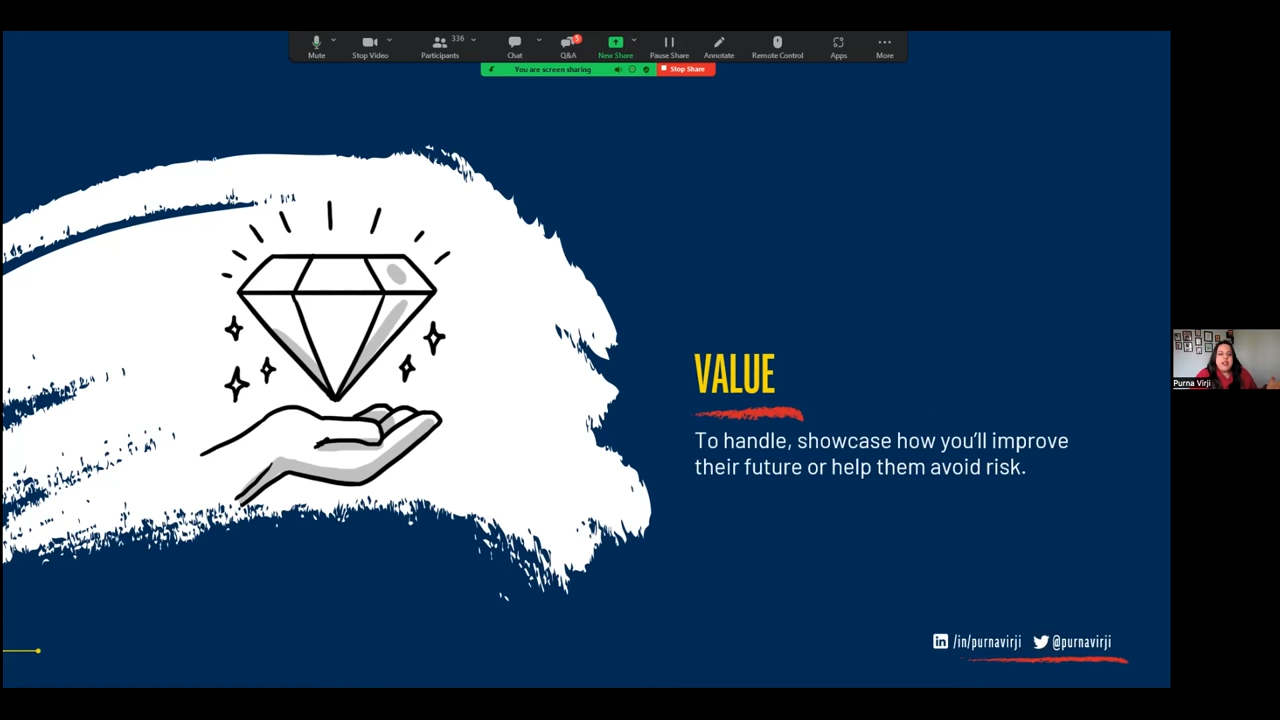 336
5
Mute
Stop Video
Participants
Chat
Q&A
New Share
Pause Share
Annotate
Remote Control
Apps
More
You are screen sharing
Stop Share
VALUE
To handle, showcase how you'll improve
their future or help them avoid risk.
Purna Virji
in /in/purnavirji @purnavirji